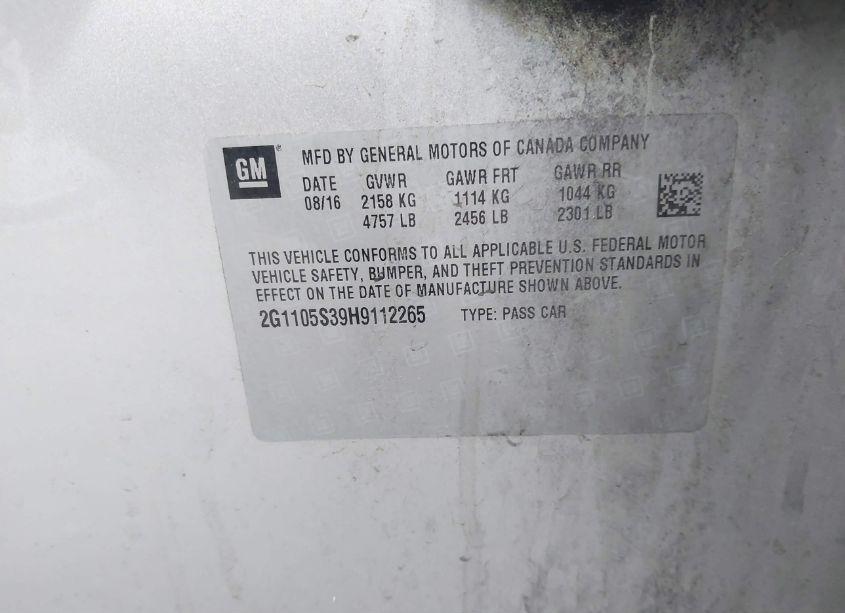 GM
MFD BY GENERAL MOTORS OF CANADA COMPANY
DATE GVWR GAWR FRT GAWR RR
08/16 2158 KG 1114 KG 1044 KG
4757 LB 2456 LB 2301 LB
THIS VEHICLE CONFORMS TO ALL APPLICABLE U.S. FEDERAL MOTOR
VEHICLE SAFETY, BUMPER, AND THEFT PREVENTION STANDARDS IN
EFFECT ON THE DATE OF MANUFACTURE SHOWN ABOVE.
2G1105S39H9112265 TYPE: PASS CAR